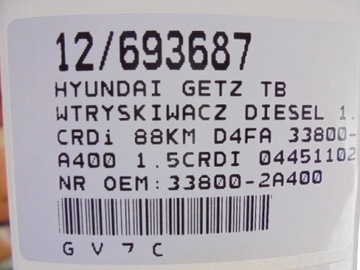 12/693687
HYUNDAI GETZ TB
WTRYSKIWACZ DIESEL 1.
CRDi 88KM D4FA 33800-
A400 1.5CRDI 04451102
NR OEM:33800-2A400
G V 7 C